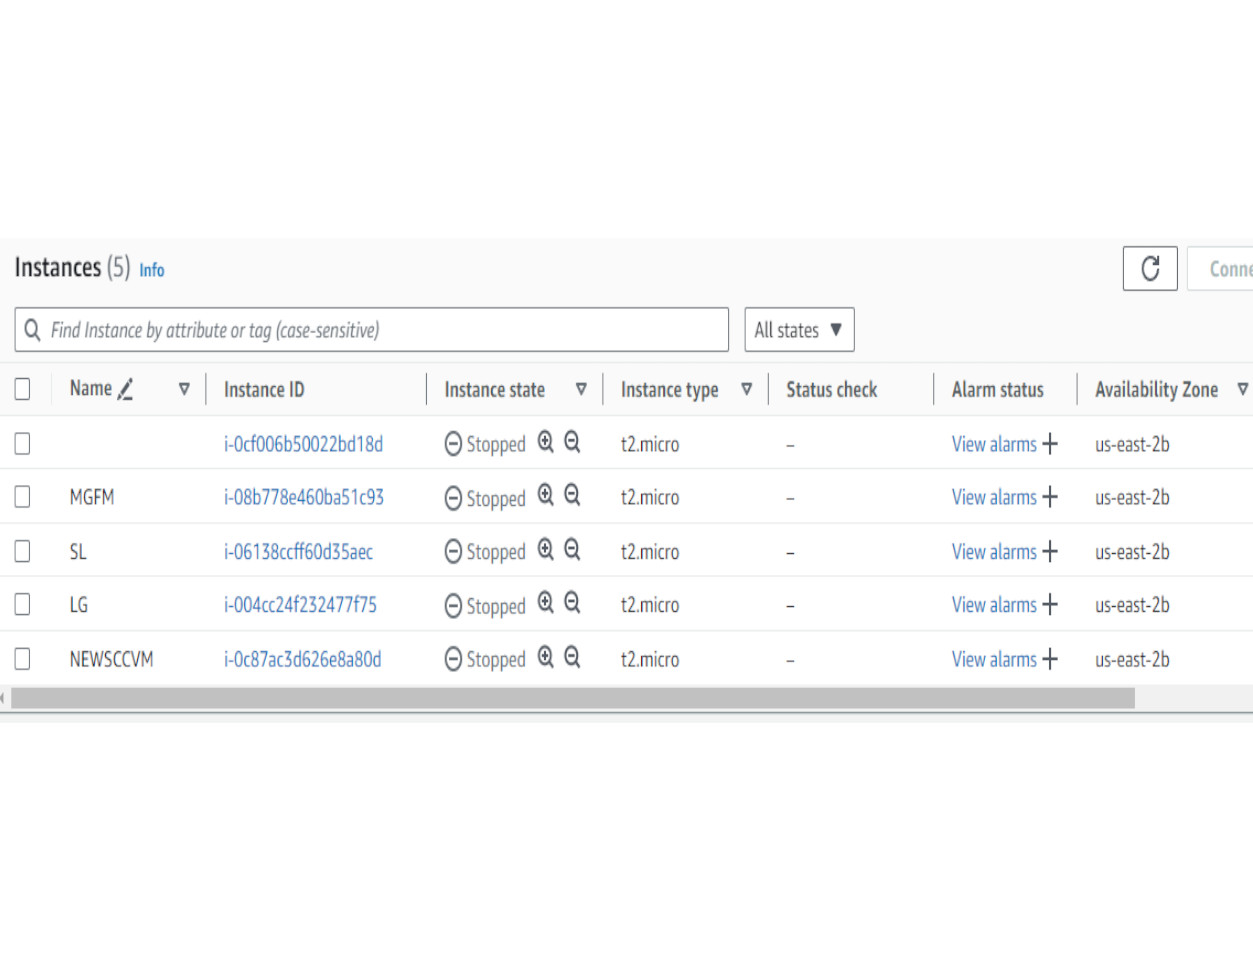 Instances (5) Info
Conne
Find Instance by attribute or tag (case-sensitive)
All states
Name Instance ID Instance state Instance type Status check Alarm status Availability Zone
i-0cf006b50022bd18d Stopped t2.micro – View alarms + us-east-2b
MGFM i-08b778e460ba51c93 Stopped t2.micro – View alarms + us-east-2b
SL i-06138ccff60d35aec Stopped t2.micro – View alarms + us-east-2b
LG i-004cc24f232477f75 Stopped t2.micro – View alarms + us-east-2b
NEWSCCVM i-0c87ac3d626e8a80d Stopped t2.micro – View alarms + us-east-2b